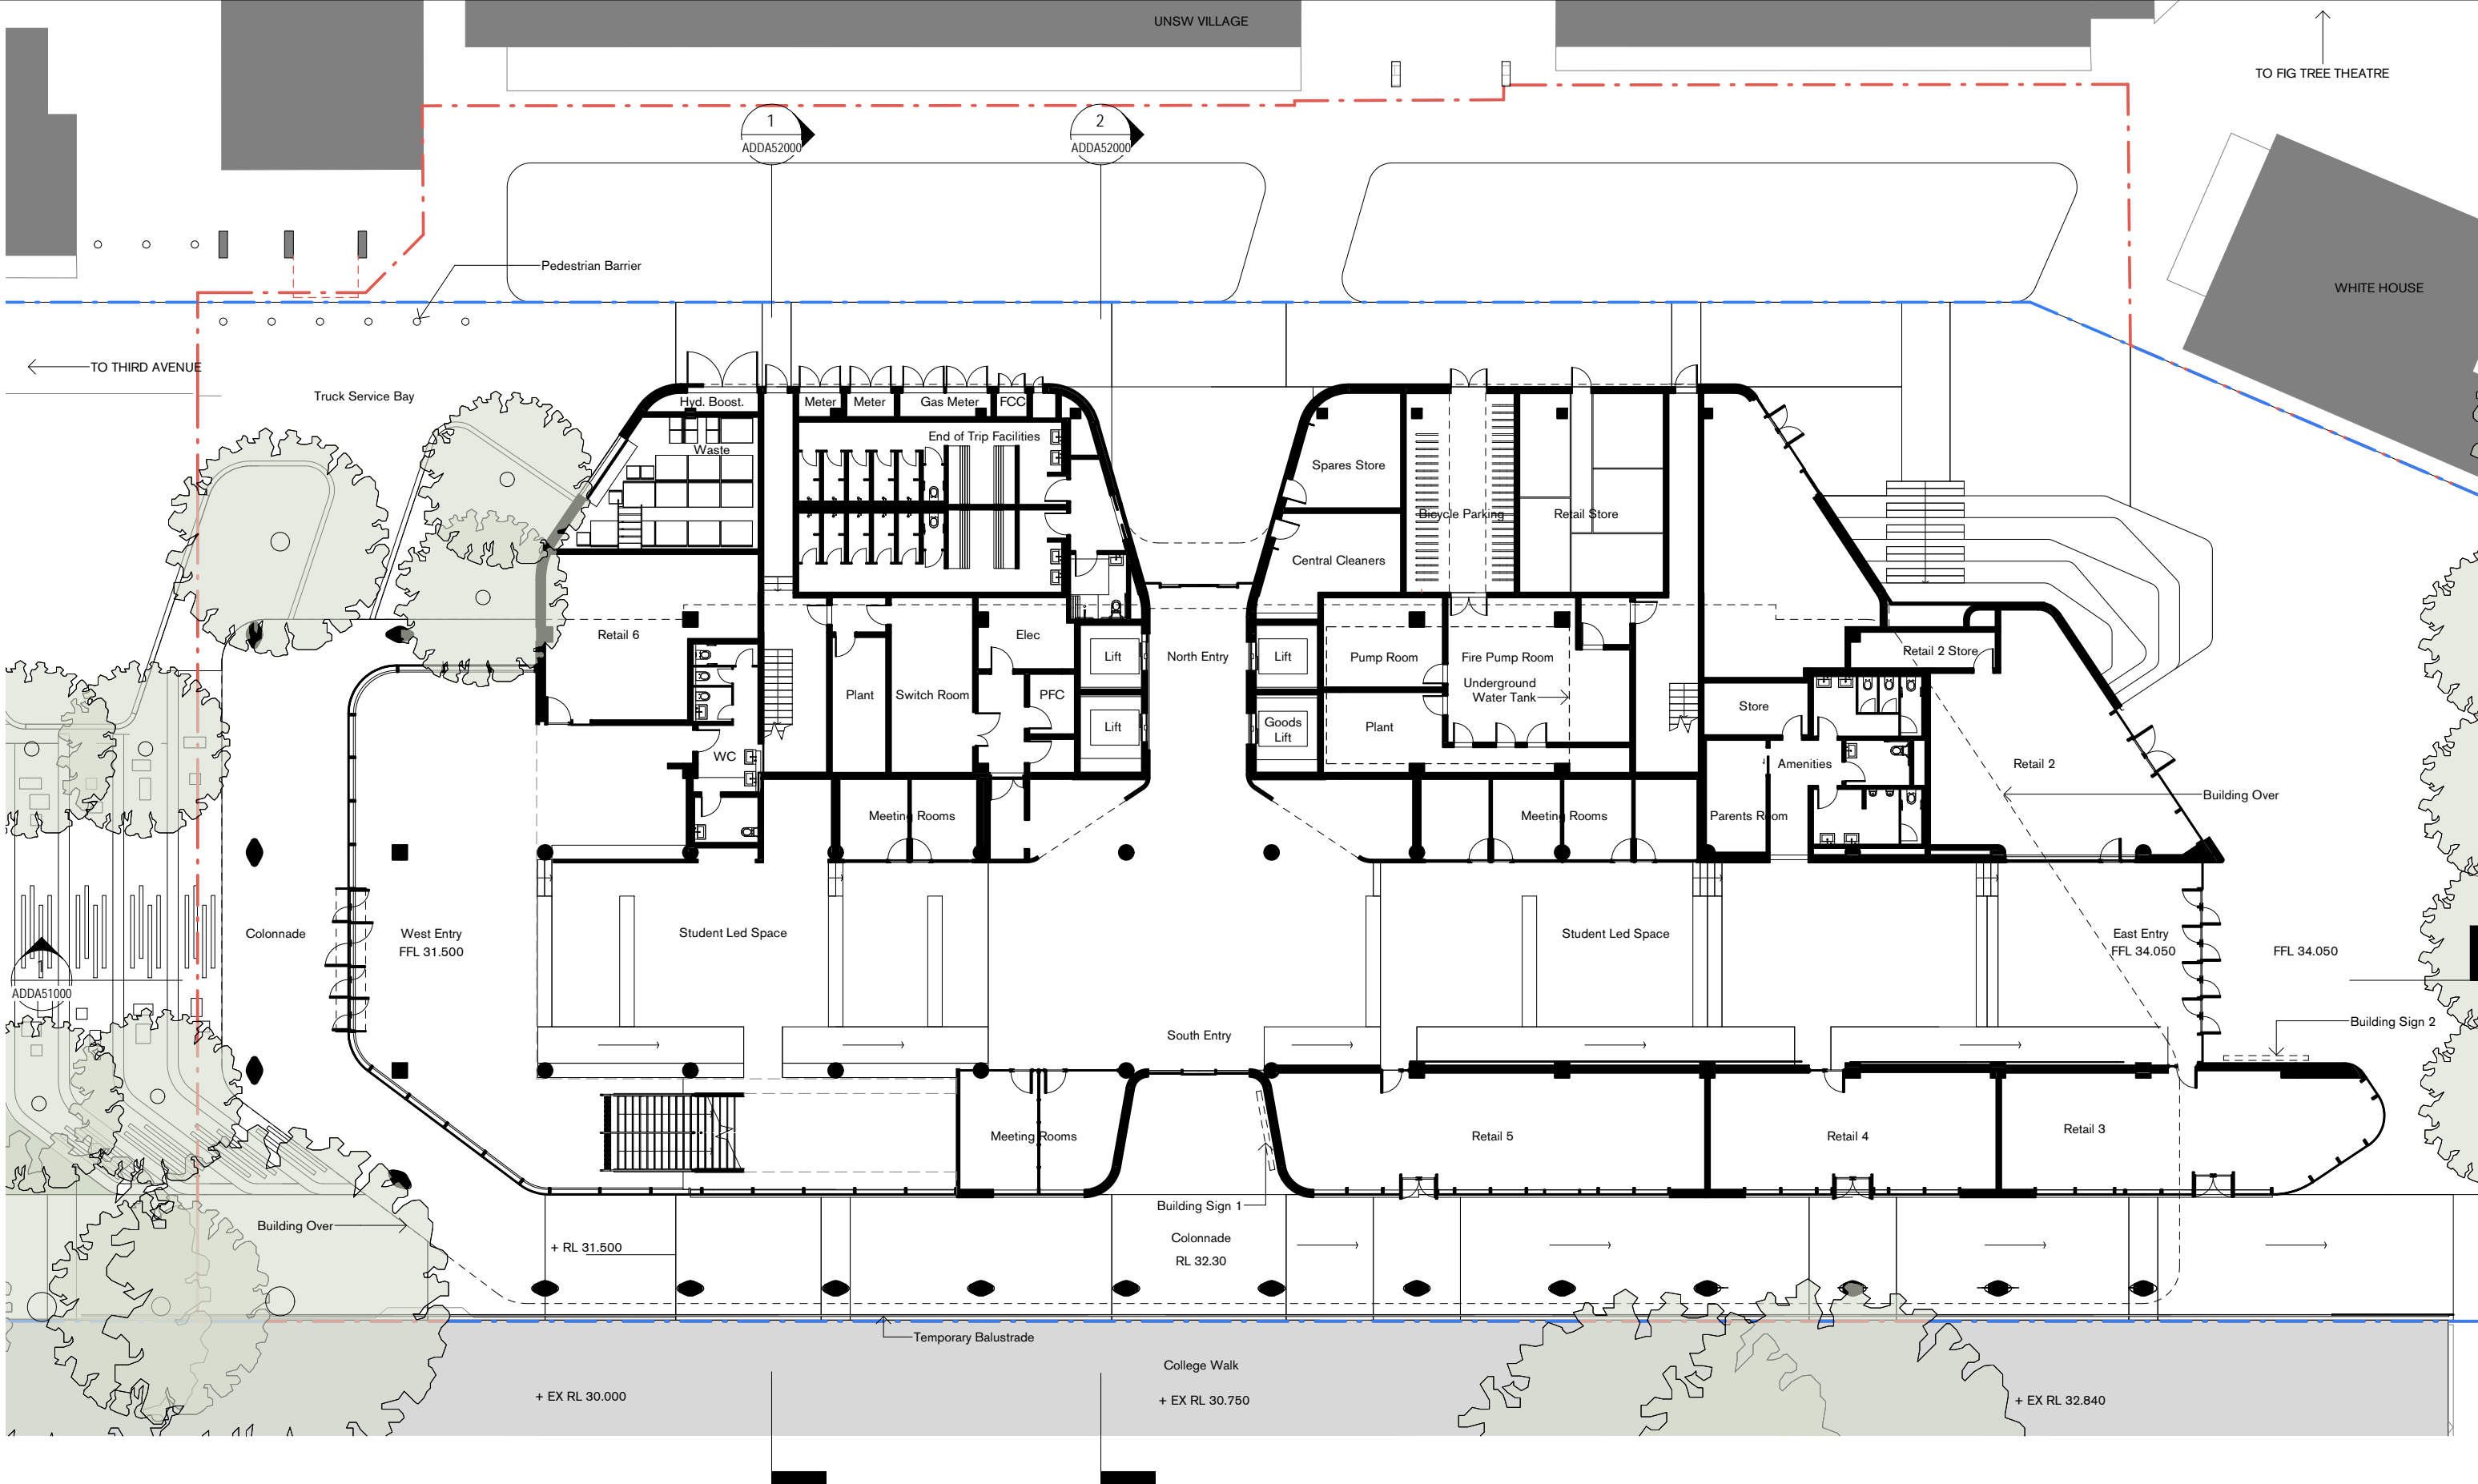 UNSW VILLAGE
TO FIG TREE THEATRE
1
ADDA52000
2
ADDA52000
Pedestrian Barrier
WHITE HOUSE
TO THIRD AVENUE
Truck Service Bay
Hyd. Boost.
Meter
Meter
Gas Meter
FCC
End of Trip Facilities
Waste
Spares Store
Bicycle Parking
Retail Store
Central Cleaners
Retail 6
Elec
Lift
North Entry
Lift
Pump Room
Fire Pump Room
Retail 2 Store
Underground
Water Tank
Plant
Switch Room
PFC
Store
Lift
Goods
Lift
Plant
WC
Amenities
Retail 2
Building Over
Meeting Rooms
Meeting Rooms
Parents Room
Colonnade
West Entry
FFL 31.500
Student Led Space
Student Led Space
East Entry
FFL 34.050
FFL 34.050
1
ADDA51000
South Entry
Building Sign 2
Meeting Rooms
Retail 5
Retail 4
Retail 3
Building Sign 1
Building Over
+ RL 31.500
Colonnade
RL 32.30
Temporary Balustrade
College Walk
+ EX RL 30.000
+ EX RL 30.750
+ EX RL 32.840